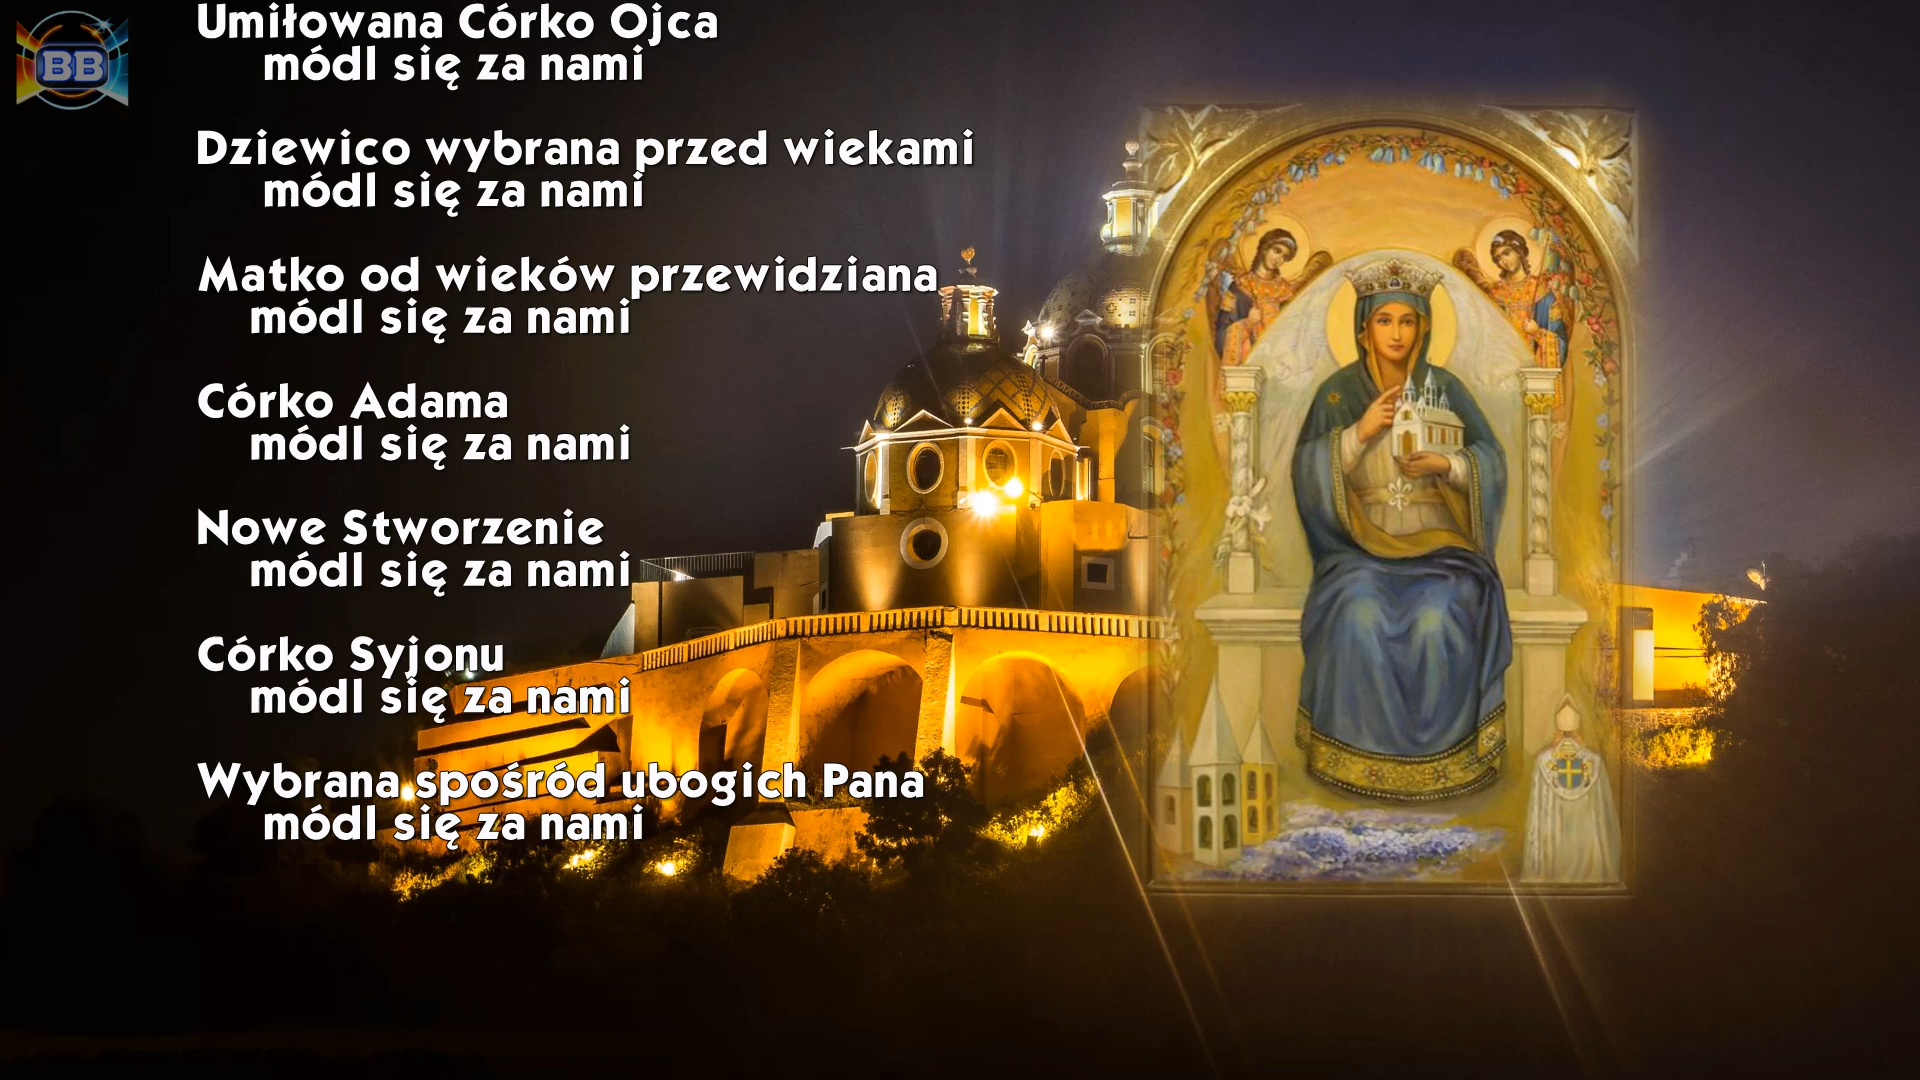 BB
Umiłowana Córko Ojca
módl się za nami
Dziewico wybrana przed wiekami
módl się za nami
Matko od wieków przewidziana
módl się za nami
Córko Adama
módl się za nami
Nowe Stworzenie
módl się za nami
Córko Syjonu
módl się za nami
Wybrana spośród ubogich Pana
módl się za nami